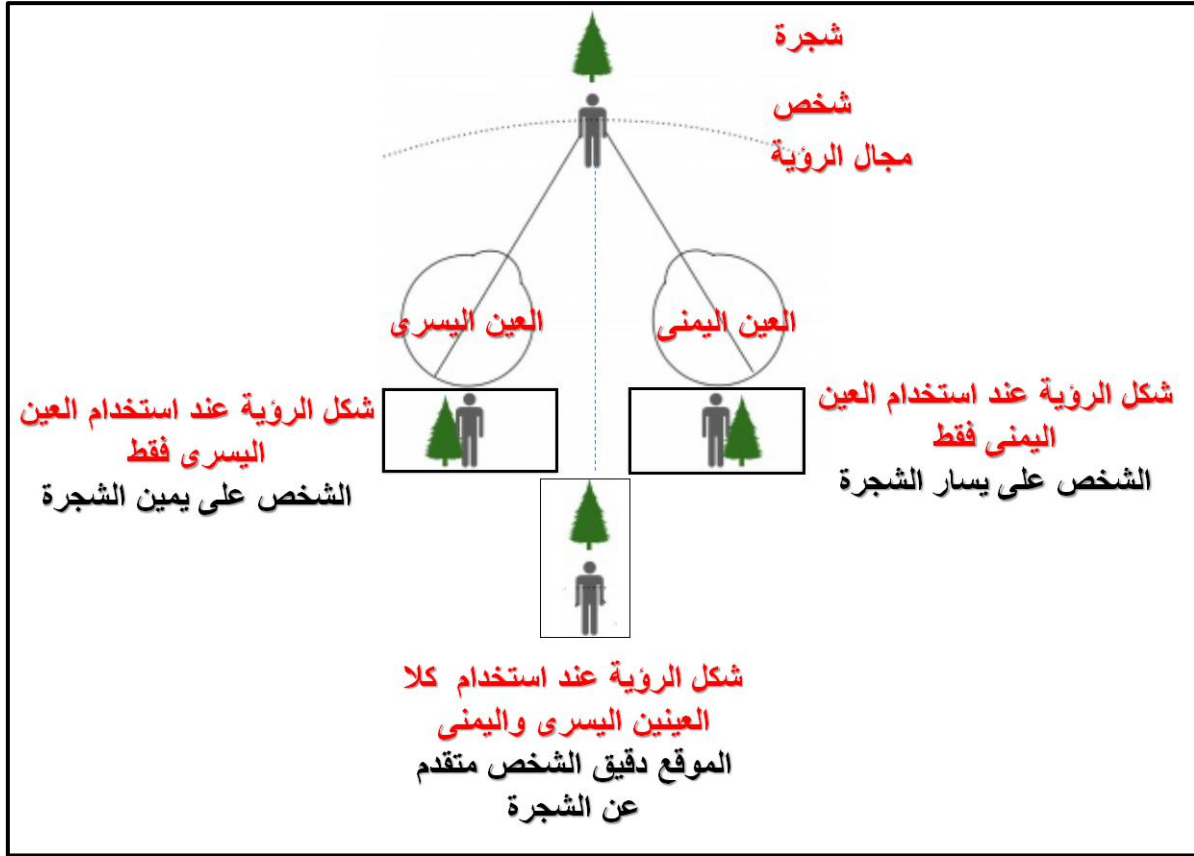 شجرة
شخص
مجال الرؤية
العين اليمنى
العين اليسرى
شكل الرؤية عند استخدام العين
اليمنى فقط
الشخص على يسار الشجرة
شكل الرؤية عند استخدام العين
اليسرى فقط
الشخص على يمين الشجرة
شكل الرؤية عند استخدام كلا
العينين اليسرى واليمنى
الموقع دقيق الشخص متقدم
عن الشجرة